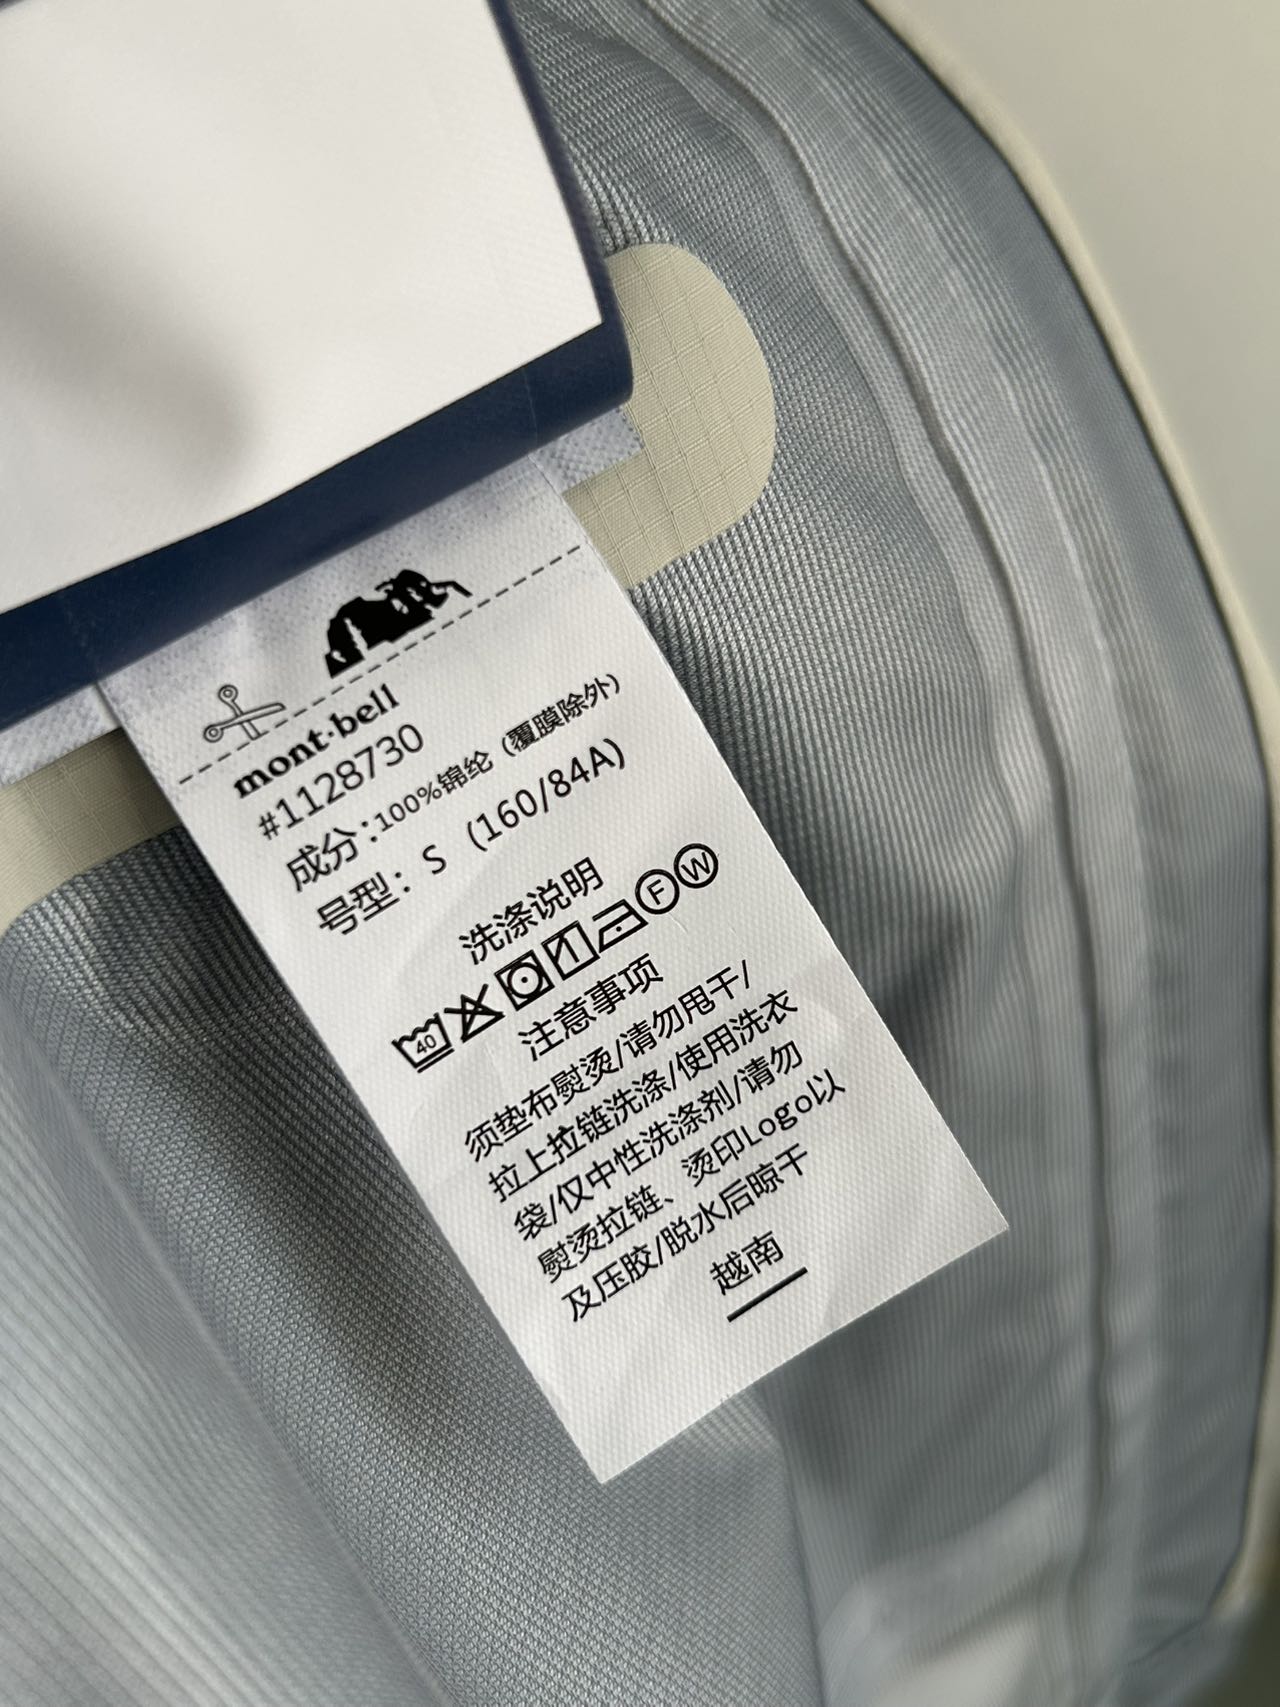 mont·bell
#1128730
成分：100%锦纶（覆膜除外）
号型：S (160/84A)
洗涤说明
40 F W
注意事项
须垫布熨烫/请勿甩干/
拉上拉链洗涤/使用洗衣
袋/仅中性洗涤剂/请勿
熨烫拉链、烫印Logo以
及压胶/脱水后晾干
越南